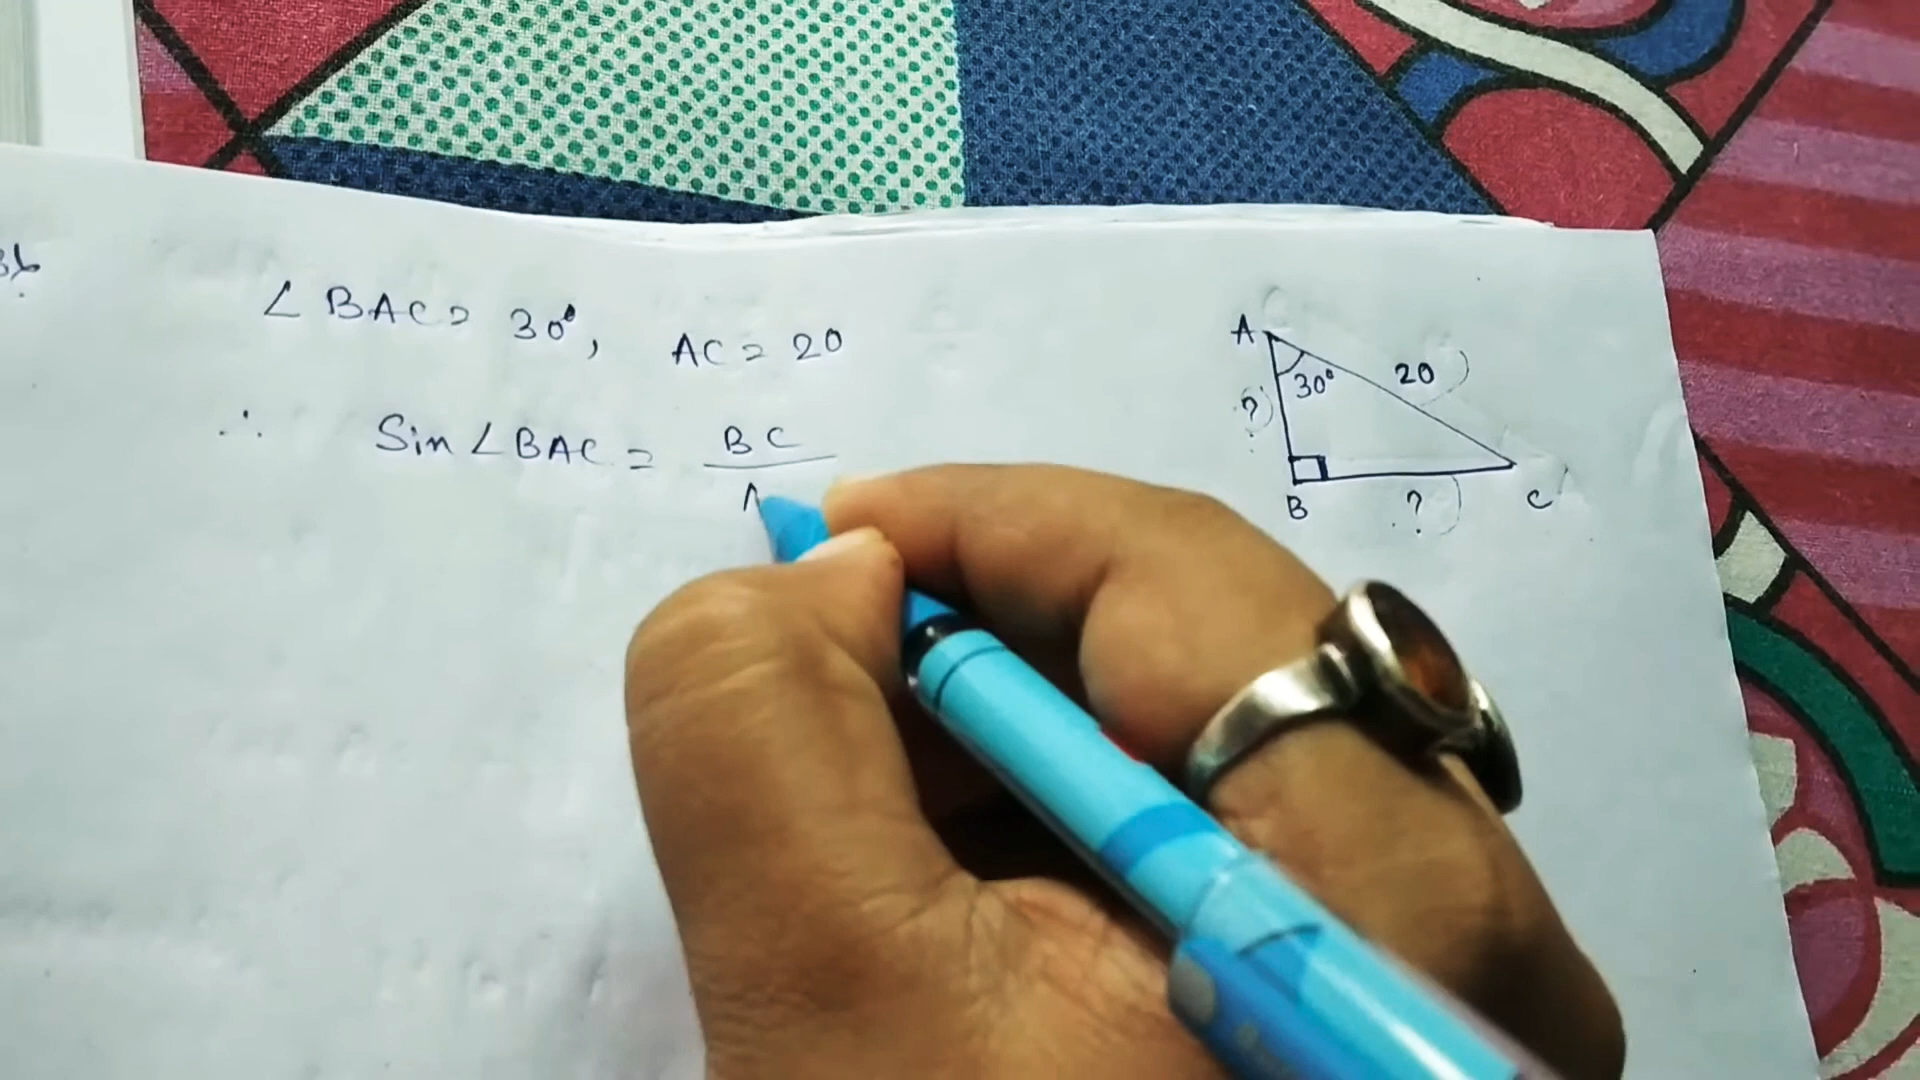 ∠BAC = 30°, AC = 20
∴ Sin∠BAC = BC
A
A
30°
20
?
B
?
C